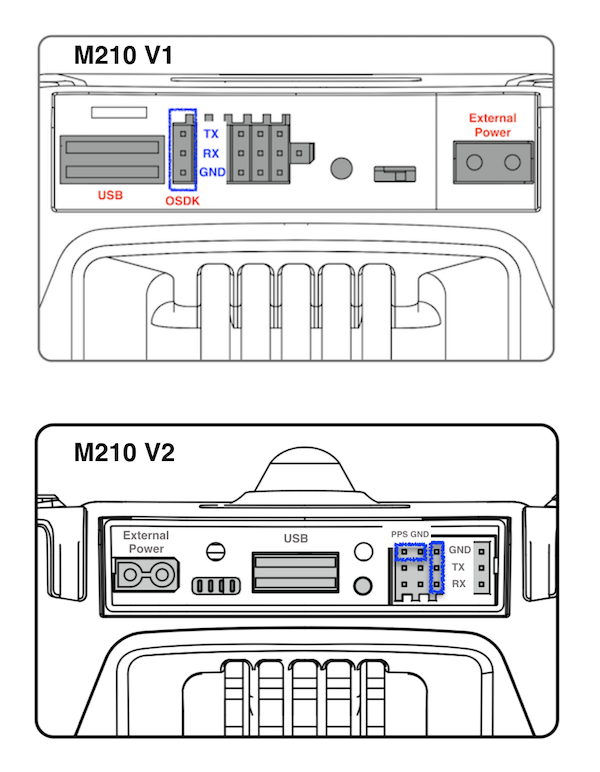 M210 V1
External
Power
TX
RX
GND
USB
OSDK
M210 V2
External
Power
USB
PPS GND
GND
TX
RX